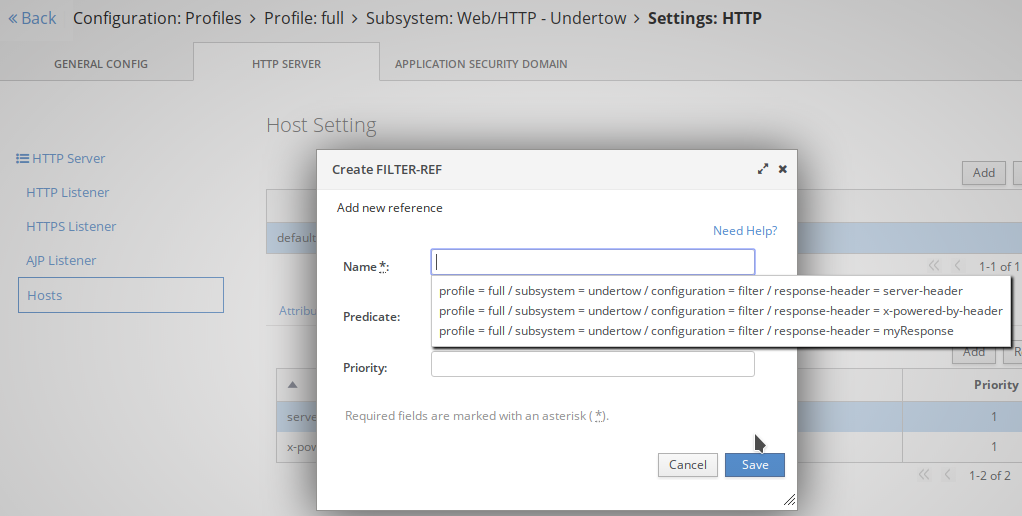 « Back Configuration: Profiles > Profile: full > Subsystem: Web/HTTP - Undertow > Settings: HTTP
GENERAL CONFIG HTTP SERVER APPLICATION SECURITY DOMAIN
Host Setting
HTTP Server
HTTP Listener
HTTPS Listener
AJP Listener
Hosts
Add
default
1-1 of 1
Attribu
Add R
Priority
serve 1
x-pow 1
1-2 of 2
Create FILTER-REF
Add new reference
Need Help?
Name *:
profile = full / subsystem = undertow / configuration = filter / response-header = server-header
profile = full / subsystem = undertow / configuration = filter / response-header = x-powered-by-header
profile = full / subsystem = undertow / configuration = filter / response-header = myResponse
Predicate:
Priority:
Required fields are marked with an asterisk ( *).
Cancel Save